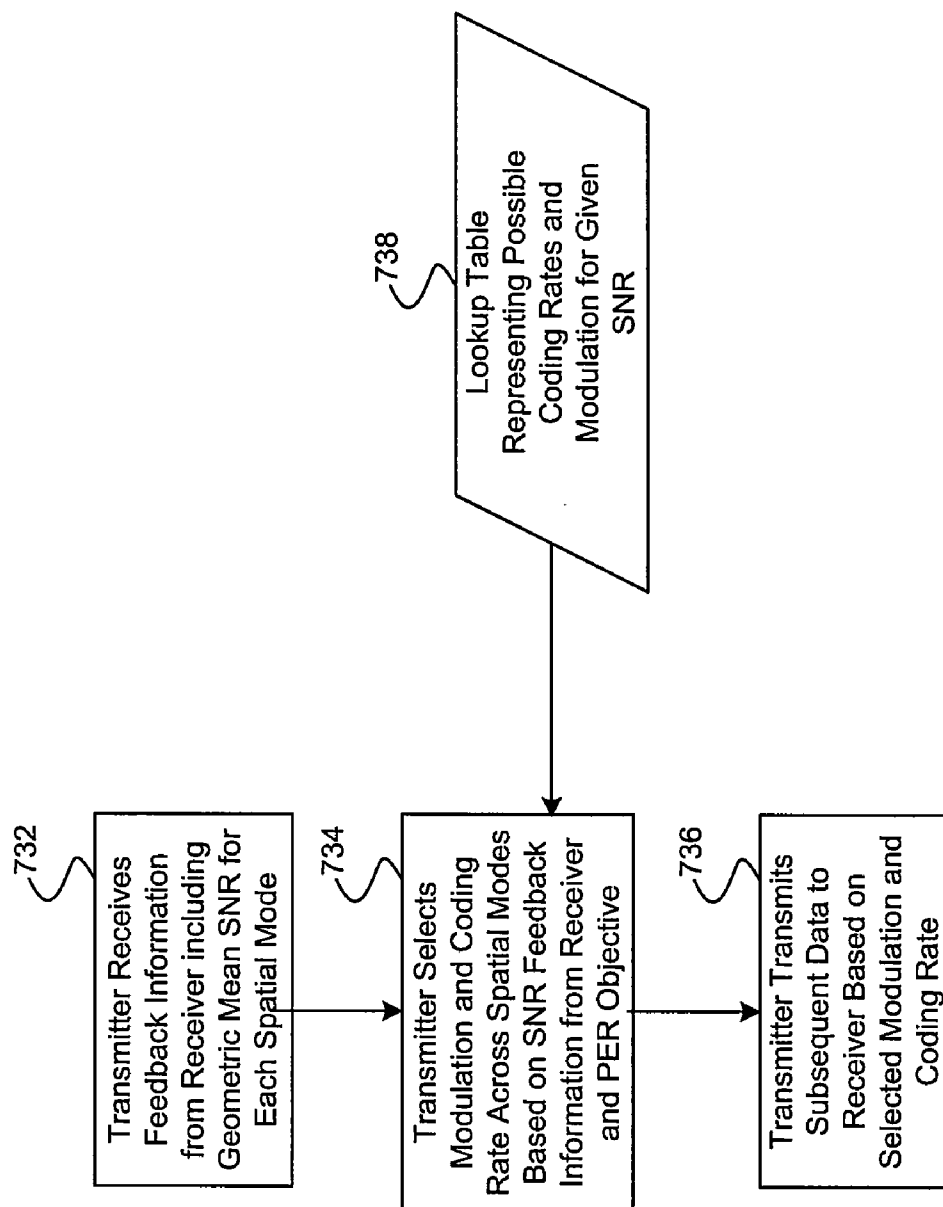 732
Transmitter Receives
Feedback Information
from Receiver including
Geometric Mean SNR for
Each Spatial Mode
734
Transmitter Selects
Modulation and Coding
Rate Across Spatial Modes
Based on SNR Feedback
Information from Receiver
and PER Objective
738
Lookup Table
Representing Possible
Coding Rates and
Modulation for Given
SNR
736
Transmitter Transmits
Subsequent Data to
Receiver Based on
Selected Modulation and
Coding Rate